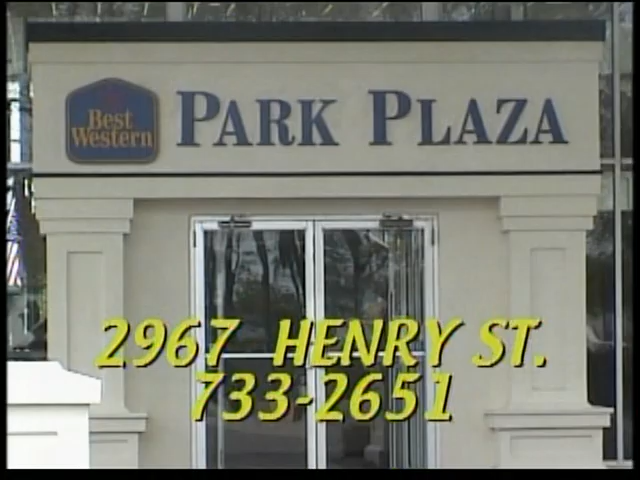 Best
Western
PARK PLAZA
2967 HENRY ST.
733-2651